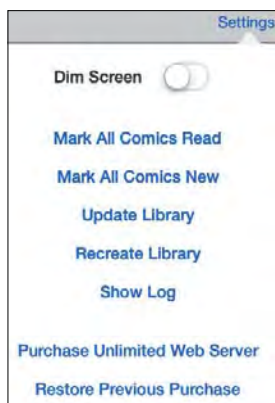 Settings
Dim Screen
Mark All Comics Read
Mark All Comics New
Update Library
Recreate Library
Show Log
Purchase Unlimited Web Server
Restore Previous Purchase